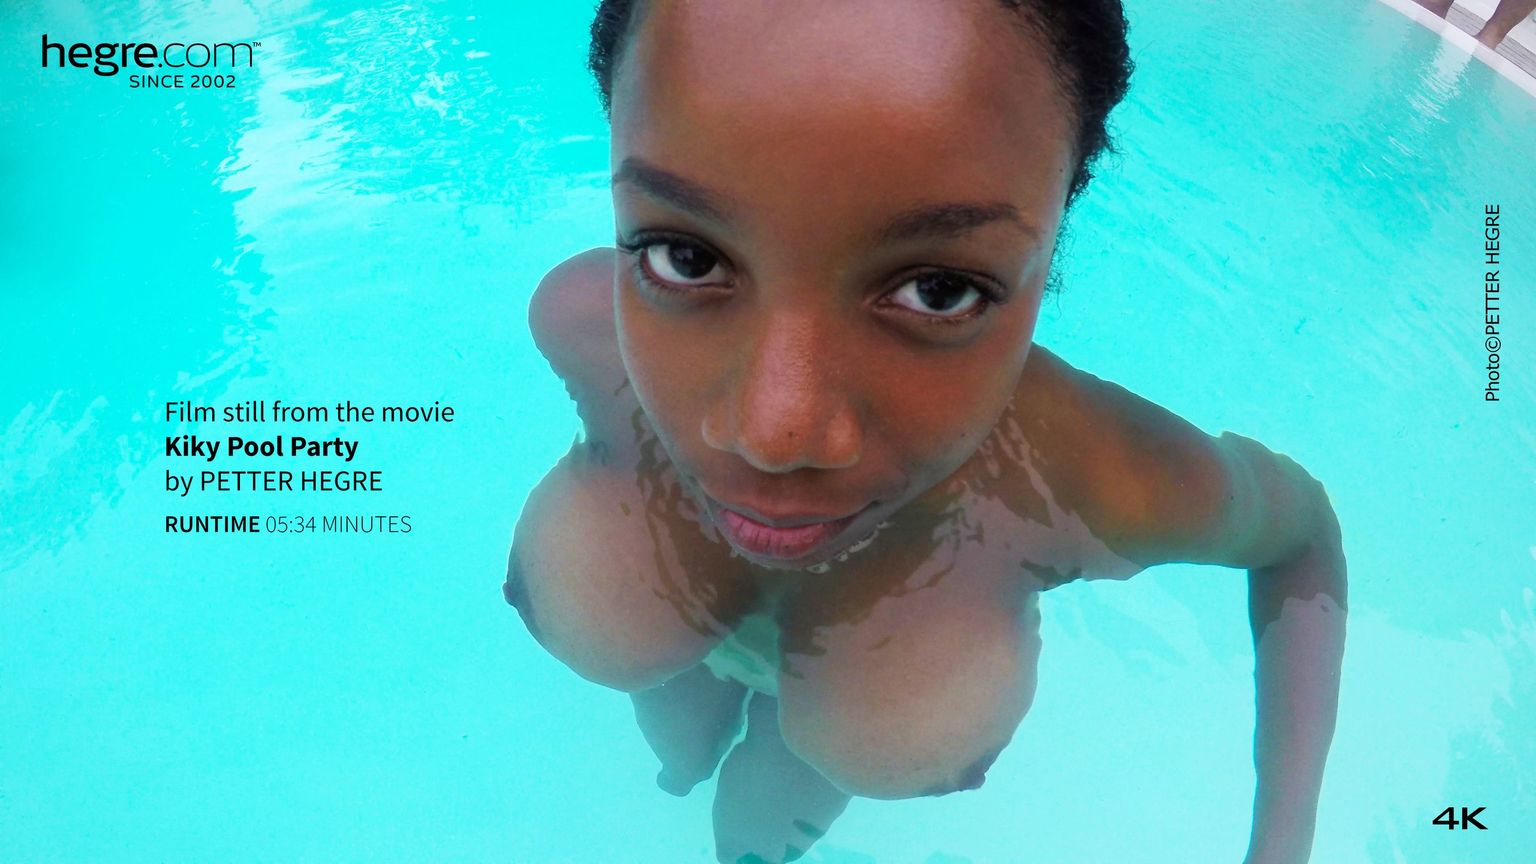 hegre.com™
SINCE 2002
Film still from the movie
Kiky Pool Party
by PETTER HEGRE
RUNTIME 05:34 MINUTES
Photo©PETTER HEGRE
4K